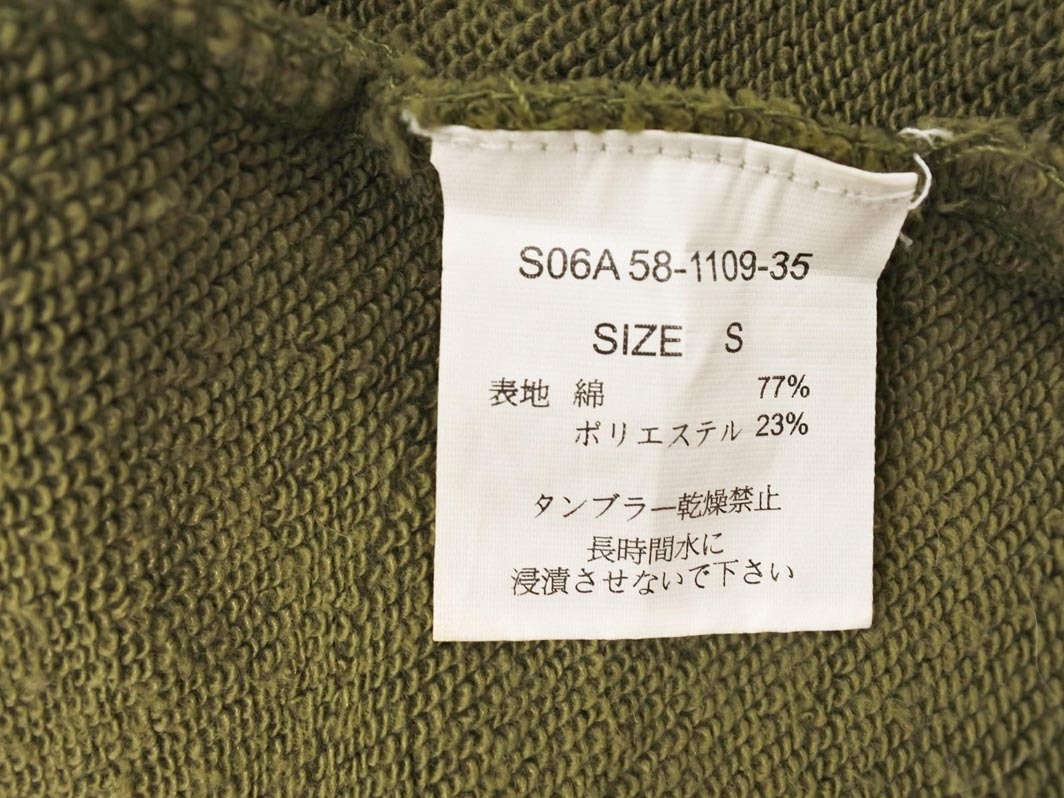 S06A 58-1109-35
SIZE S
表地 綿 77%
ポリエステル 23%
タンブラー乾燥禁止
長時間水に
浸漬させないで下さい